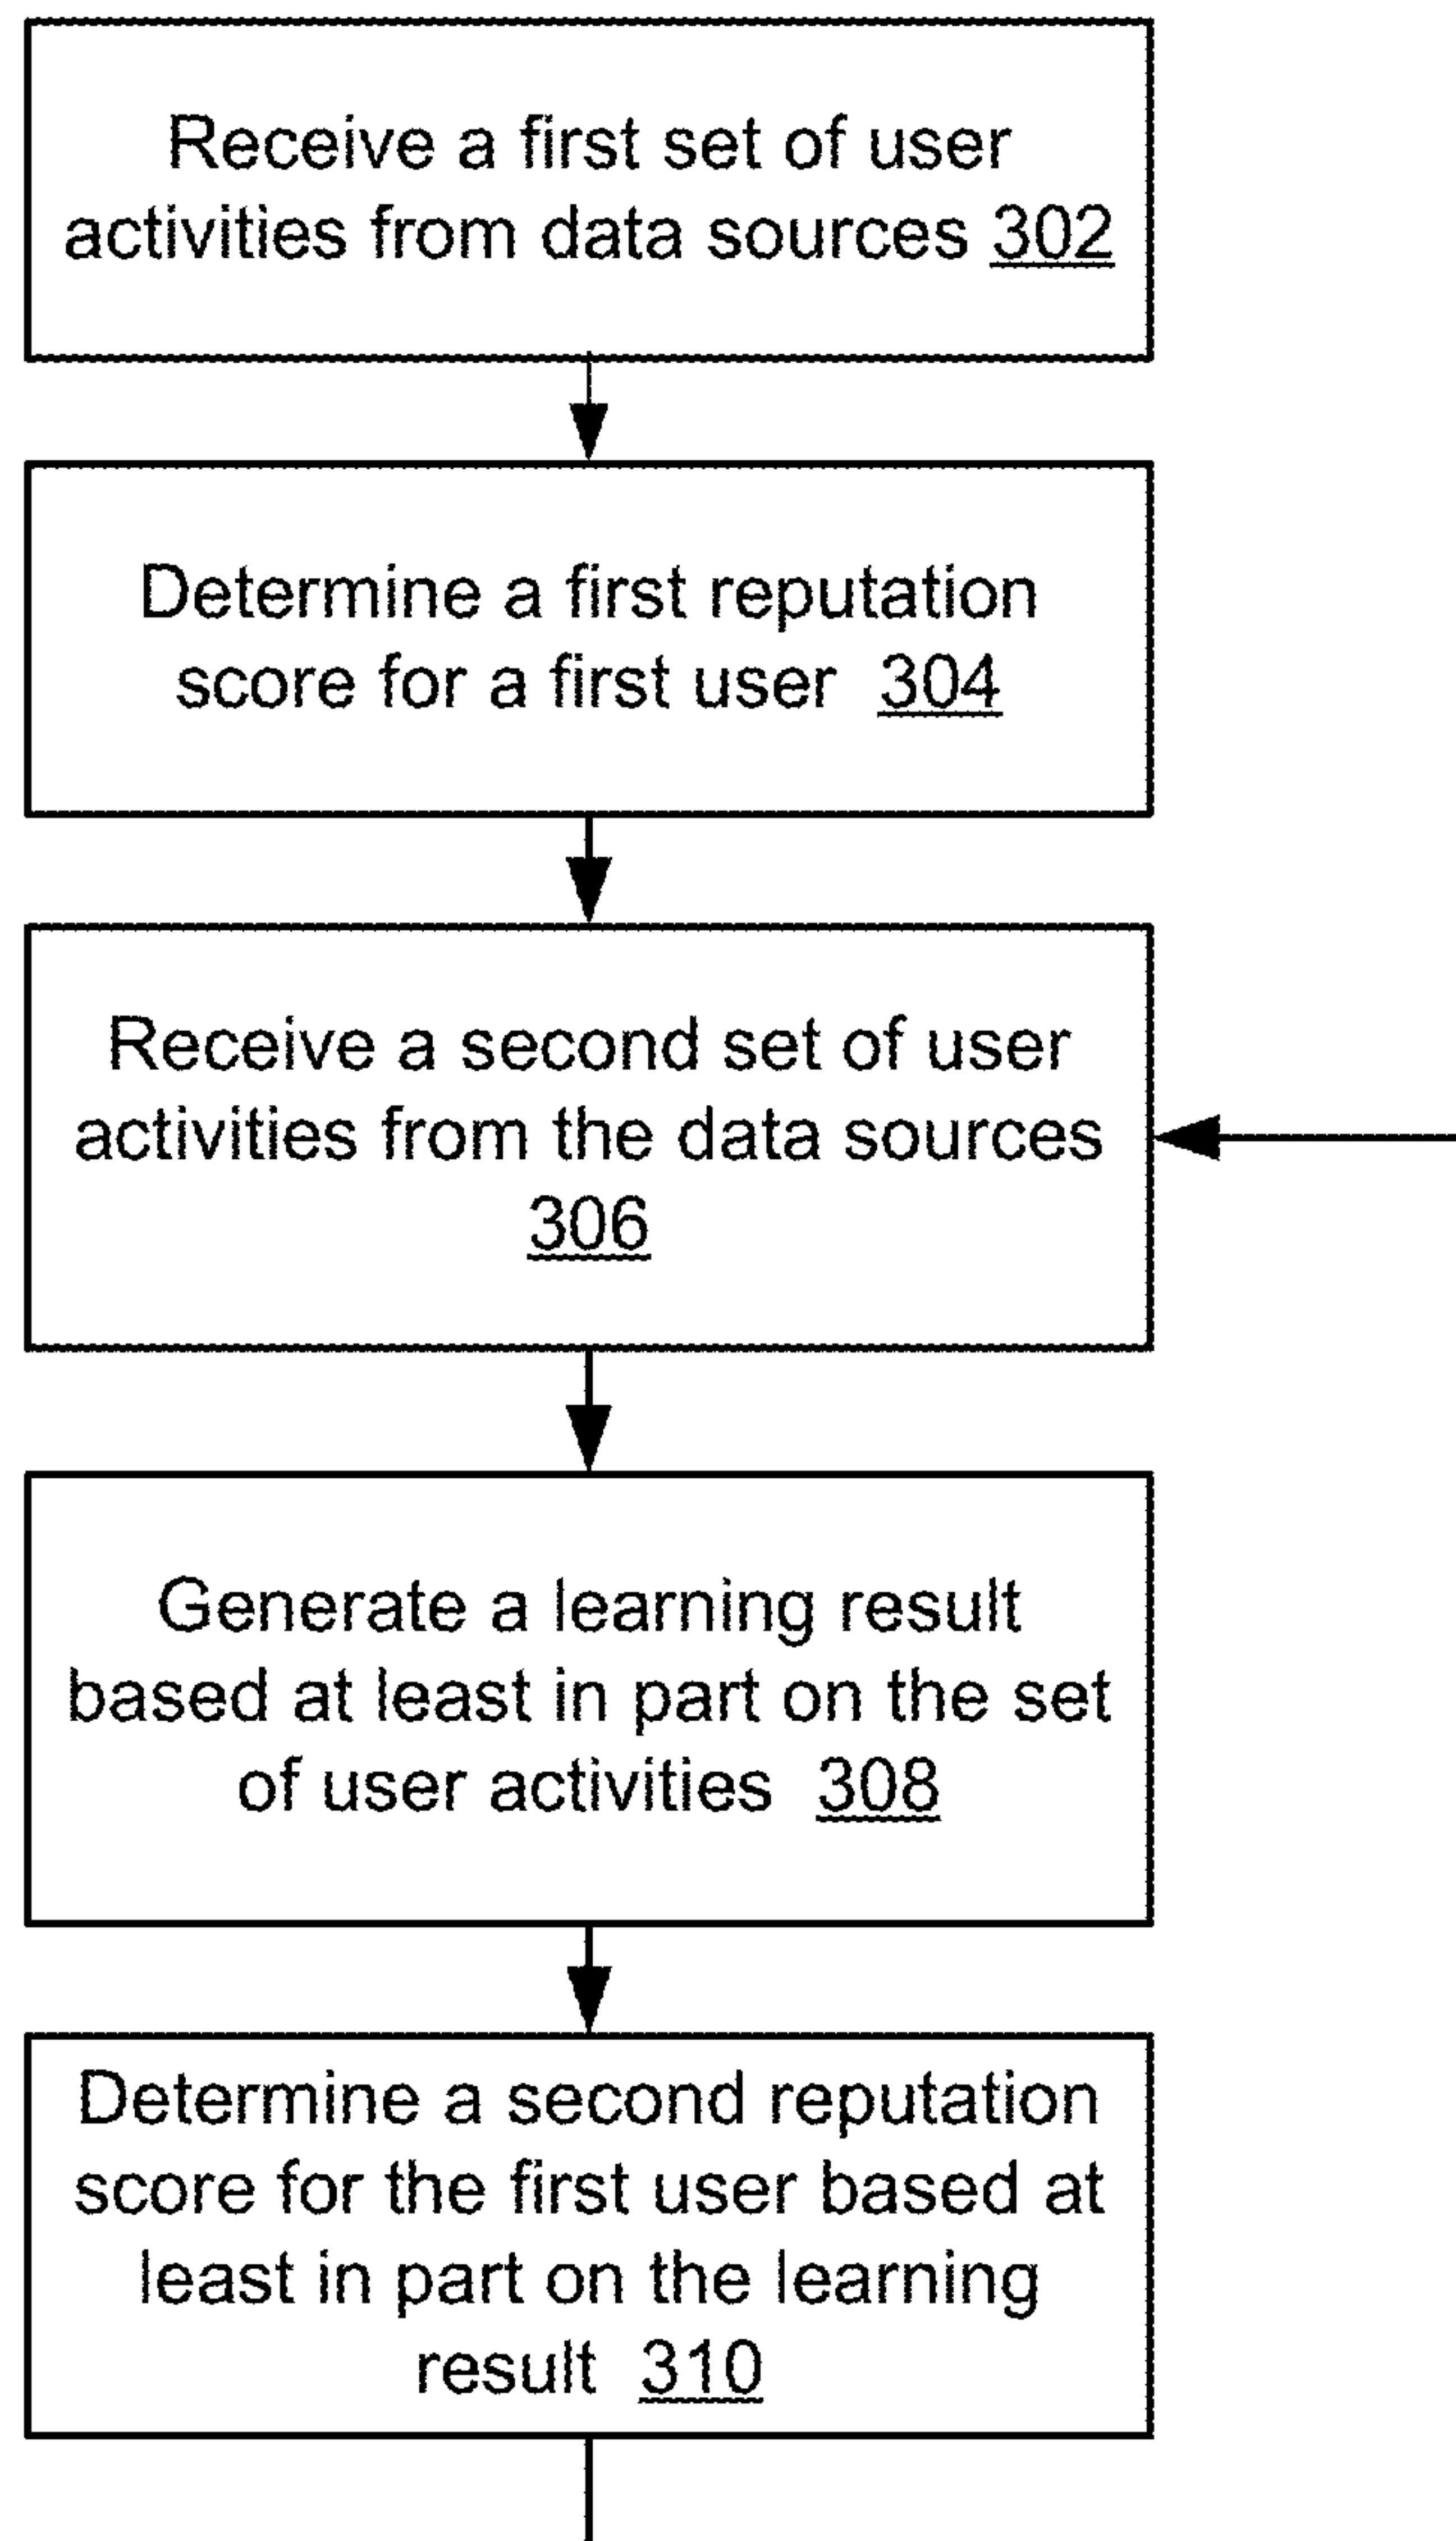 Receive a first set of user
activities from data sources 302
Determine a first reputation
score for a first user 304
Receive a second set of user
activities from the data sources
306
Generate a learning result
based at least in part on the set
of user activities 308
Determine a second reputation
score for the first user based at
least in part on the learning
result 310